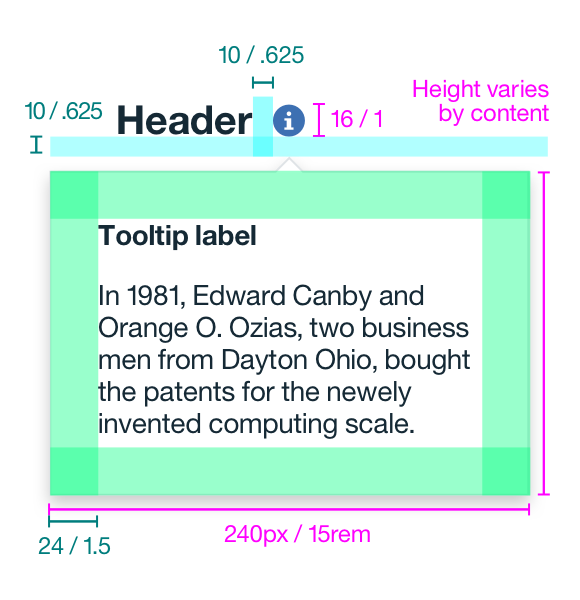 10 / .625
Height varies
by content
10 / .625
Header
i
16 / 1
Tooltip label
In 1981, Edward Canby and
Orange O. Ozias, two business
men from Dayton Ohio, bought
the patents for the newely
invented computing scale.
240px / 15rem
24 / 1.5